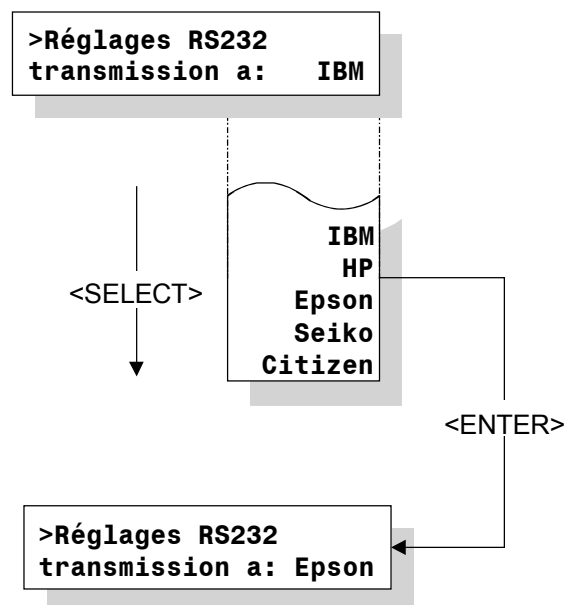 >Réglages RS232
transmission a: IBM
IBM
HP
<SELECT>
Epson
Seiko
Citizen
<ENTER>
>Réglages RS232
transmission a: Epson